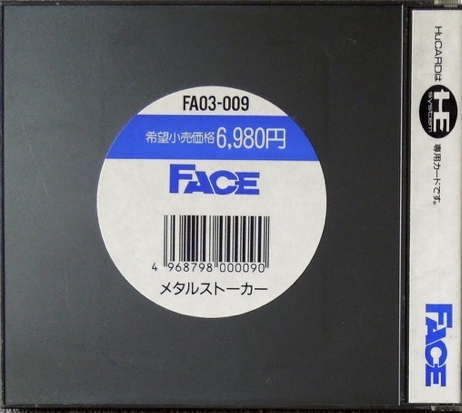 FA03-009
希望小売価格6,980円
FACE
4 968798 000090
メタルストーカー
HuCARDは HE system 専用カードです。
FACE